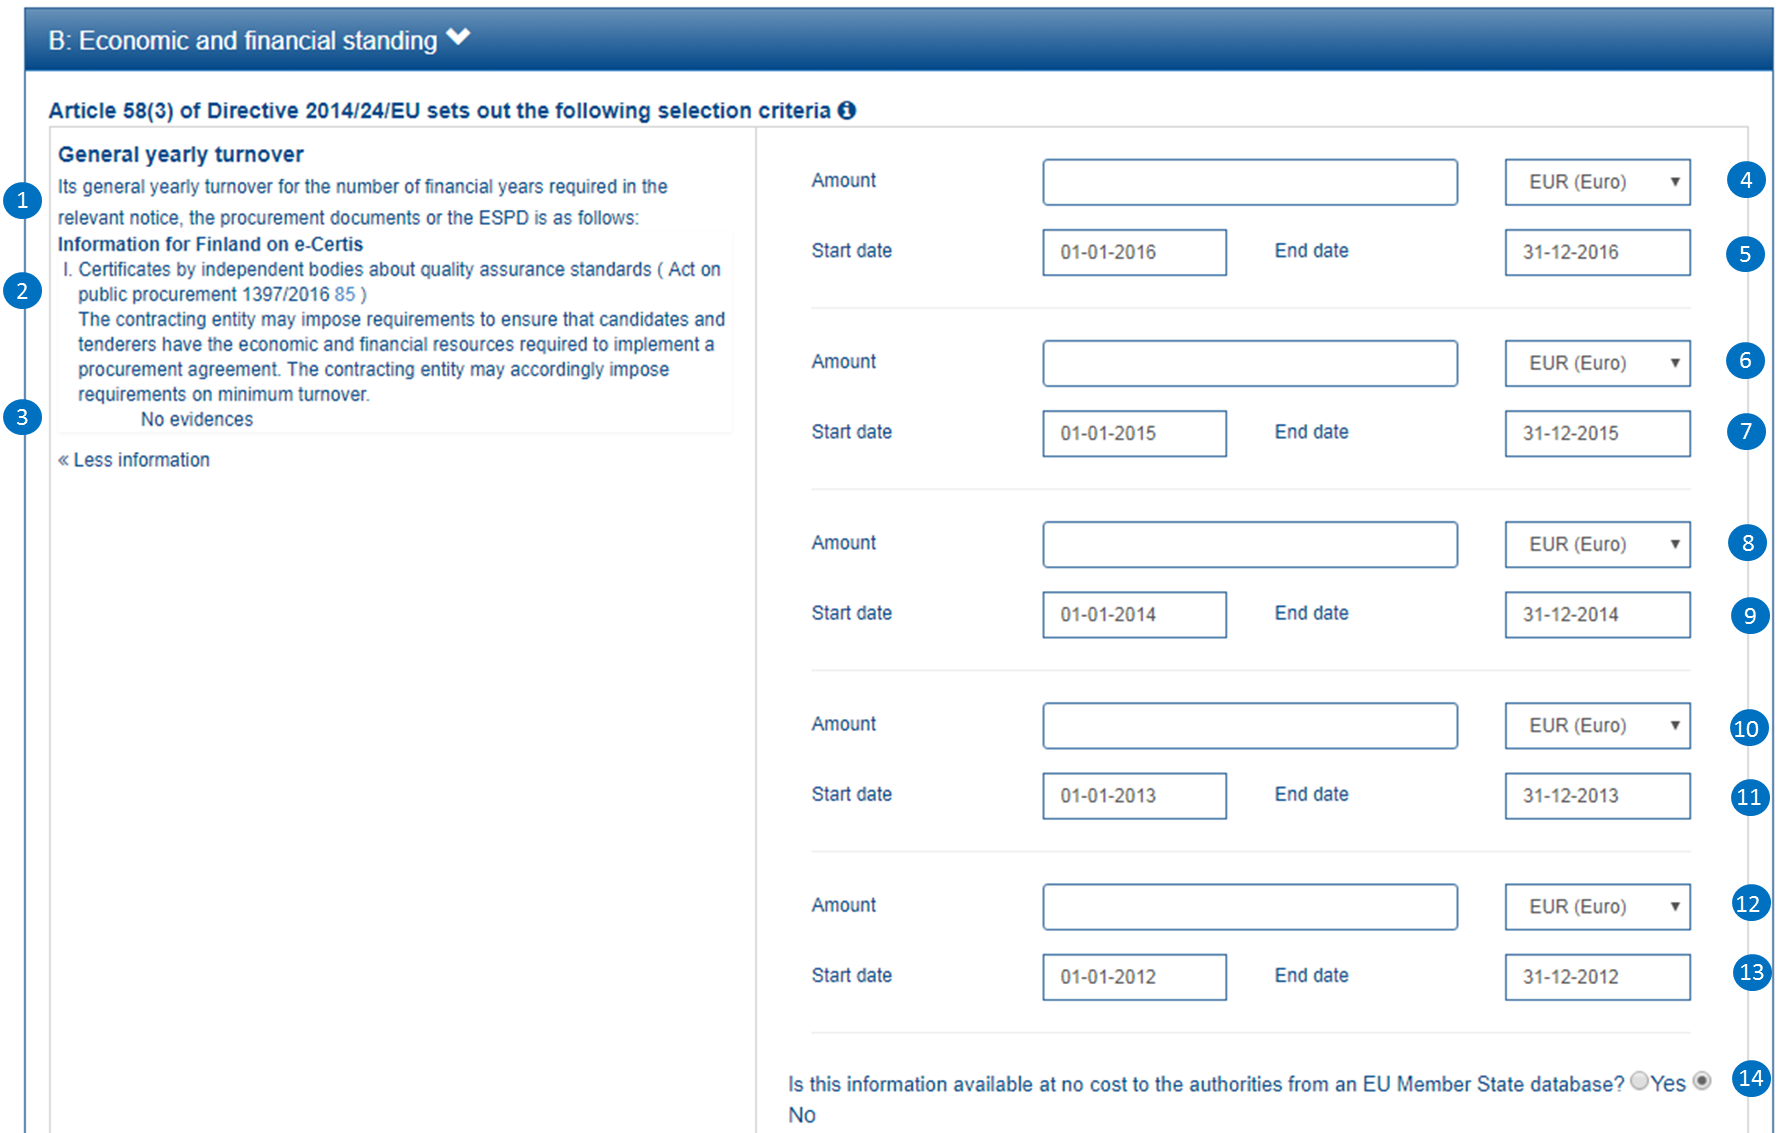 B: Economic and financial standing
Article 58(3) of Directive 2014/24/EU sets out the following selection criteria
General yearly turnover
1
Its general yearly turnover for the number of financial years required in the
relevant notice, the procurement documents or the ESPD is as follows:
Information for Finland on e-Certis
2
I. Certificates by independent bodies about quality assurance standards ( Act on
public procurement 1397/2016 85 )
The contracting entity may impose requirements to ensure that candidates and
tenderers have the economic and financial resources required to implement a
procurement agreement. The contracting entity may accordingly impose
requirements on minimum turnover.
3
No evidences
« Less information
Amount EUR (Euro) 4
Start date 01-01-2016 End date 31-12-2016 5
Amount EUR (Euro) 6
Start date 01-01-2015 End date 31-12-2015 7
Amount EUR (Euro) 8
Start date 01-01-2014 End date 31-12-2014 9
Amount EUR (Euro) 10
Start date 01-01-2013 End date 31-12-2013 11
Amount EUR (Euro) 12
Start date 01-01-2012 End date 31-12-2012 13
Is this information available at no cost to the authorities from an EU Member State database? Yes 14
No